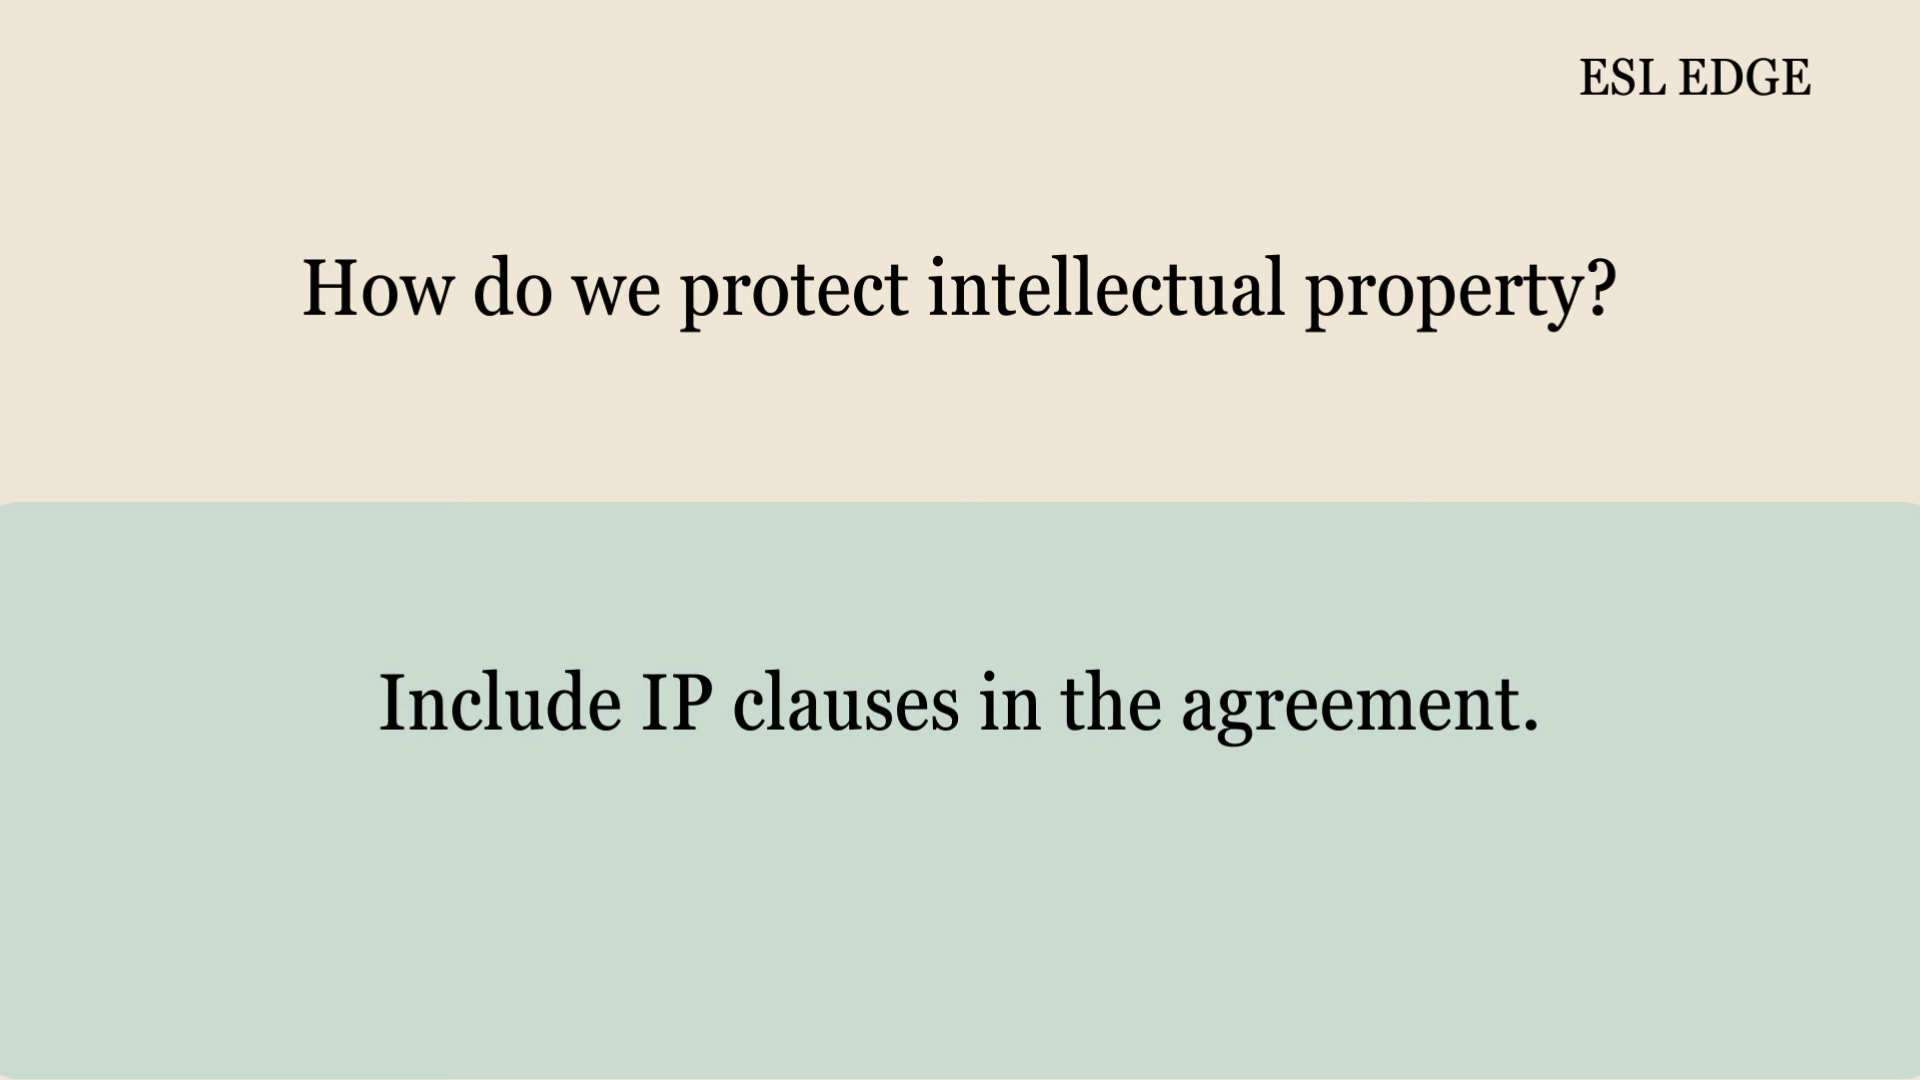 ESL EDGE
How do we protect intellectual property?
Include IP clauses in the agreement.